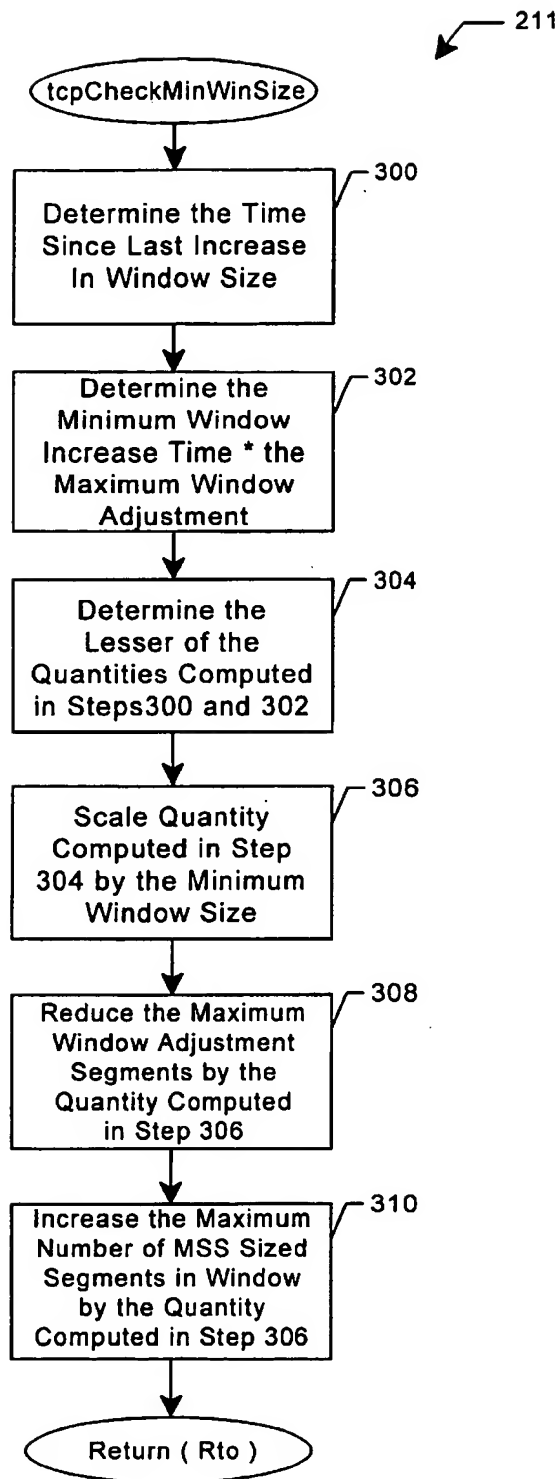 211
tcpCheckMinWinSize
300
Determine the Time
Since Last Increase
In Window Size
302
Determine the
Minimum Window
Increase Time * the
Maximum Window
Adjustment
304
Determine the
Lesser of the
Quantities Computed
in Steps300 and 302
306
Scale Quantity
Computed in Step
304 by the Minimum
Window Size
308
Reduce the Maximum
Window Adjustment
Segments by the
Quantity Computed
in Step 306
310
Increase the Maximum
Number of MSS Sized
Segments in Window
by the Quantity
Computed in Step 306
Return ( Rto )